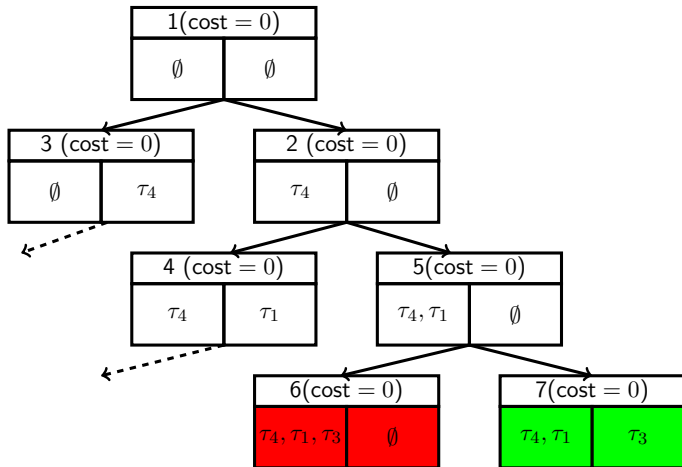 1(cost = 0)
∅ ∅
3 (cost = 0) 2 (cost = 0)
∅ τ4 τ4 ∅
4 (cost = 0) 5(cost = 0)
τ4 τ1 τ4, τ1 ∅
6(cost = 0) 7(cost = 0)
τ4, τ1, τ3 ∅ τ4, τ1 τ3